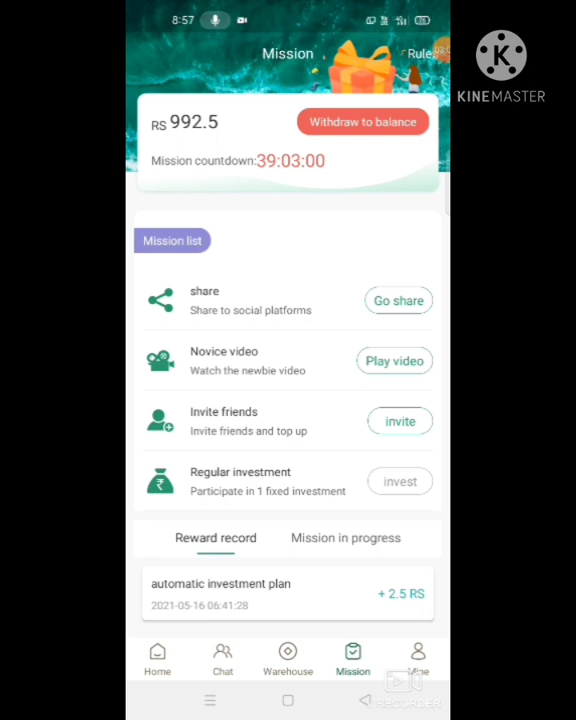 8:57
Mission
Rule
K
KINEMASTER
RS 992.5
Withdraw to balance
Mission countdown:39:03:00
Mission list
share
Share to social platforms
Go share
Novice video
Watch the newbie video
Play video
Invite friends
Invite friends and top up
invite
Regular investment
Participate in 1 fixed investment
invest
Reward record
Mission in progress
automatic investment plan
2021-05-16 06:41:28
+ 2.5 RS
Home
Chat
Warehouse
Mission
Mine
RECORDER